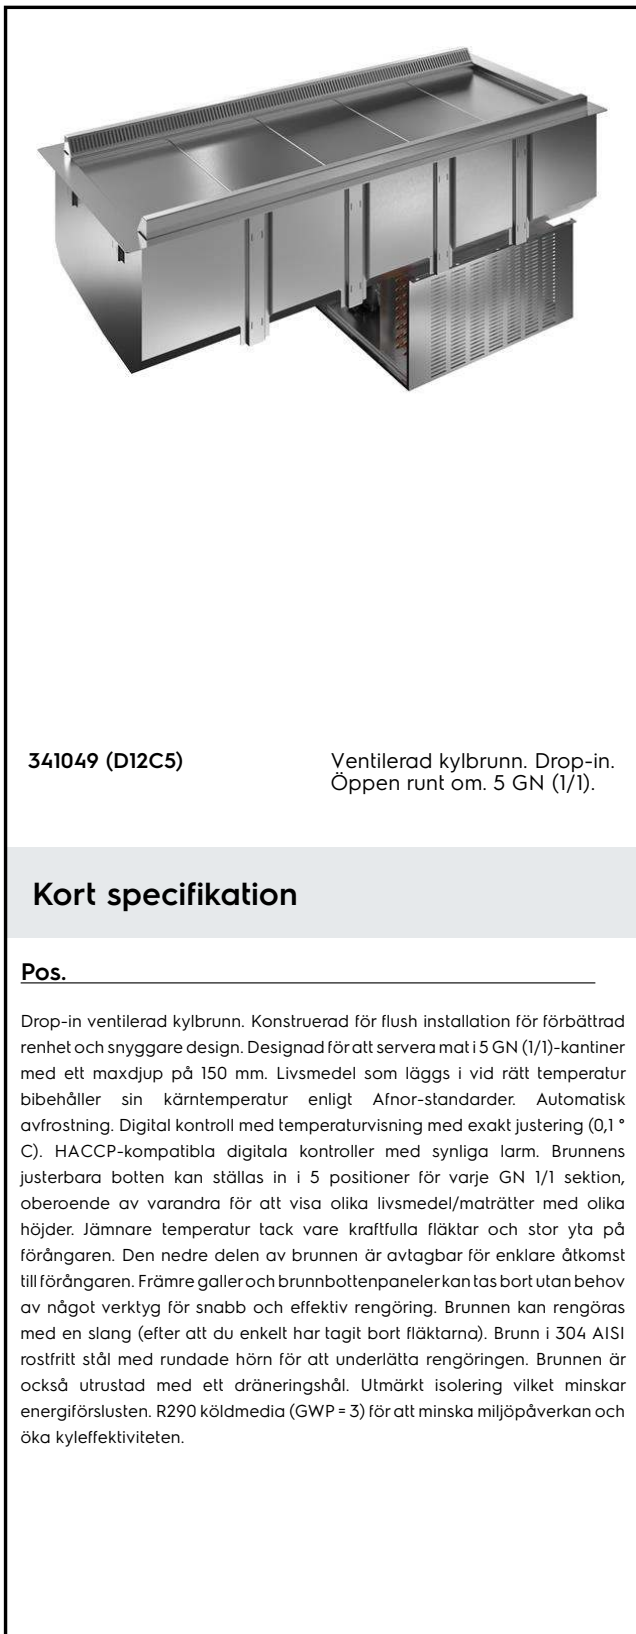 341049 (D12C5)
Ventilerad kylbrunn. Drop-in.
Öppen runt om. 5 GN (1/1).
Kort specifikation
Pos.
Drop-in ventilerad kylbrunn. Konstruerad för flush installation för förbättrad
renhet och snyggare design. Designad för att servera mat i 5 GN (1/1)-kantiner
med ett maxdjup på 150 mm. Livsmedel som läggs i vid rätt temperatur
bibehåller sin kärntemperatur enligt Afnor-standarder. Automatisk
avfrostning. Digital kontroll med temperaturvisning med exakt justering (0,1 °
C). HACCP-kompatibla digitala kontroller med synliga larm. Brunnens
justerbara botten kan ställas in i 5 positioner för varje GN 1/1 sektion,
oberoende av varandra för att visa olika livsmedel/maträtter med olika
höjder. Jämnare temperatur tack vare kraftfulla fläktar och stor yta på
förångaren. Den nedre delen av brunnen är avtagbar för enklare åtkomst
till förångaren. Främre galler och brunnbottenpaneler kan tas bort utan behov
av något verktyg för snabb och effektiv rengöring. Brunnen kan rengöras
med en slang (efter att du enkelt har tagit bort fläktarna). Brunn i 304 AISI
rostfritt stål med rundade hörn för att underlätta rengöringen. Brunnen är
också utrustad med ett dräneringshål. Utmärkt isolering vilket minskar
energiförslusten. R290 köldmedia (GWP = 3) för att minska miljöpåverkan och
öka kyleffektiviteten.